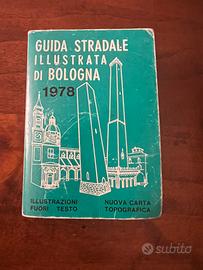 GUIDA STRADALE
ILLUSTRATA
DI BOLOGNA
1978
ILLUSTRAZIONI
FUORI TESTO
NUOVA CARTA
TOPOGRAFICA
subito